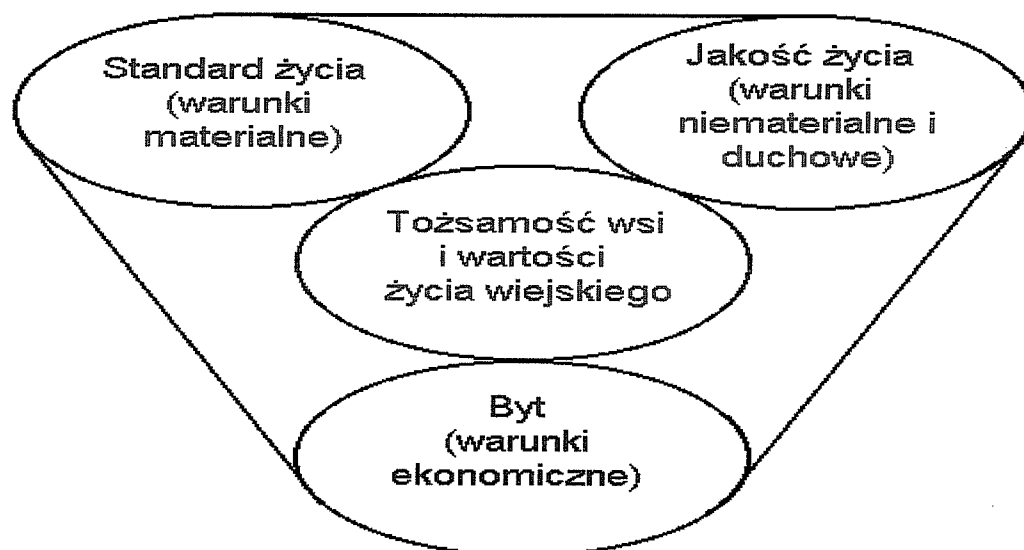 Standard życia
(warunki
materialne)
Jakość życia
(warunki
niematerialne i
duchowe)
Tożsamość wsi
i wartości
życia wiejskiego
Byt
(warunki
ekonomiczne)